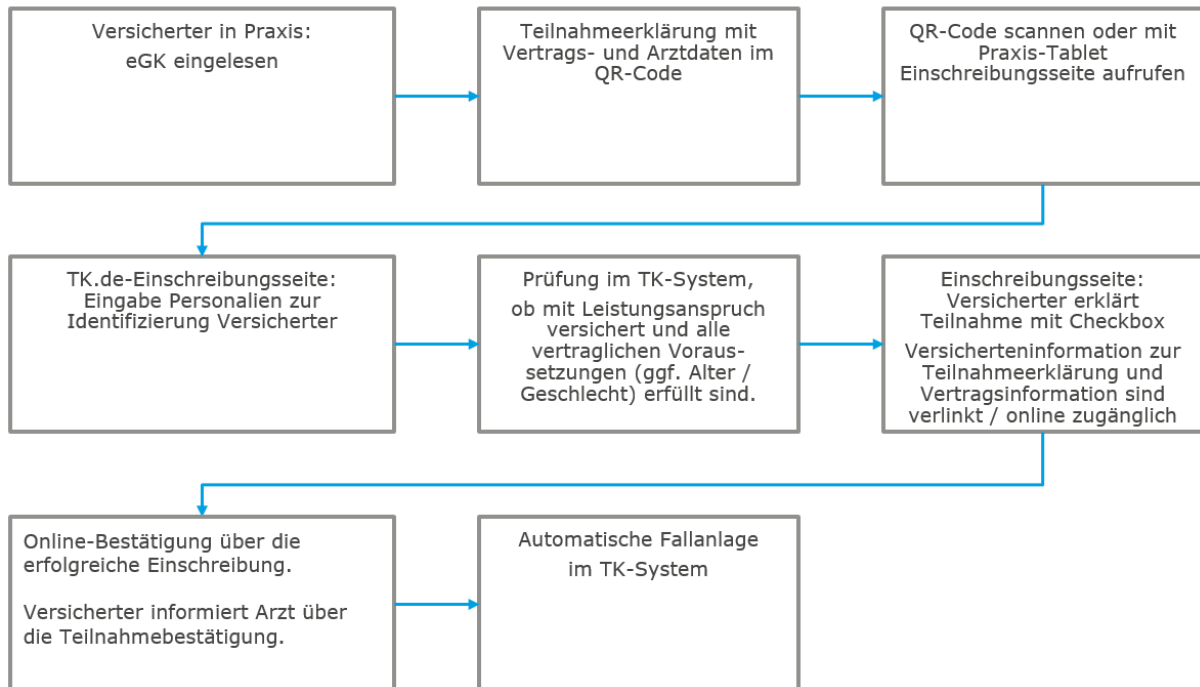 Versicherter in Praxis:
eGK eingelesen
Teilnahmeerklärung mit
Vertrags- und Arztdaten im
QR-Code
QR-Code scannen oder mit
Praxis-Tablet
Einschreibungsseite aufrufen
TK.de-Einschreibungsseite:
Eingabe Personalien zur
Identifizierung Versicherter
Prüfung im TK-System,
ob mit Leistungsanspruch
versichert und alle
vertraglichen Voraus-
setzungen (ggf. Alter /
Geschlecht) erfüllt sind.
Einschreibungsseite:
Versicherter erklärt
Teilnahme mit Checkbox
Versicherteninformation zur
Teilnahmeerklärung und
Vertragsinformation sind
verlinkt / online zugänglich
Online-Bestätigung über die
erfolgreiche Einschreibung.
Versicherter informiert Arzt über
die Teilnahmebestätigung.
Automatische Fallanlage
im TK-System